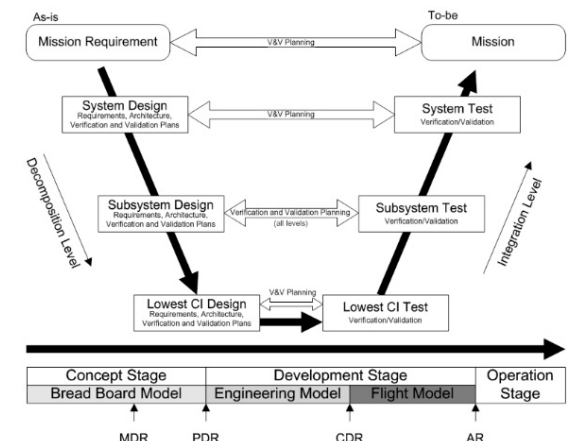 As-is
To-be
Mission Requirement
V&V Planning
Mission
System Design
Requirements, Architecture,
Verification and Validation Plans
V&V Planning
System Test
Verification/Validation
Decomposition Level
Subsystem Design
Requirements, Architecture,
Verification and Validation Plans
Verification and Validation Planning
(all levels)
Subsystem Test
Verification/Validation
Integration Level
Lowest CI Design
Requirements, Architecture,
Verification and Validation Plans
V&V Planning
Lowest CI Test
Verification/Validation
Concept Stage
Development Stage
Operation
Stage
Bread Board Model
Engineering Model
Flight Model
MDR
PDR
CDR
AR